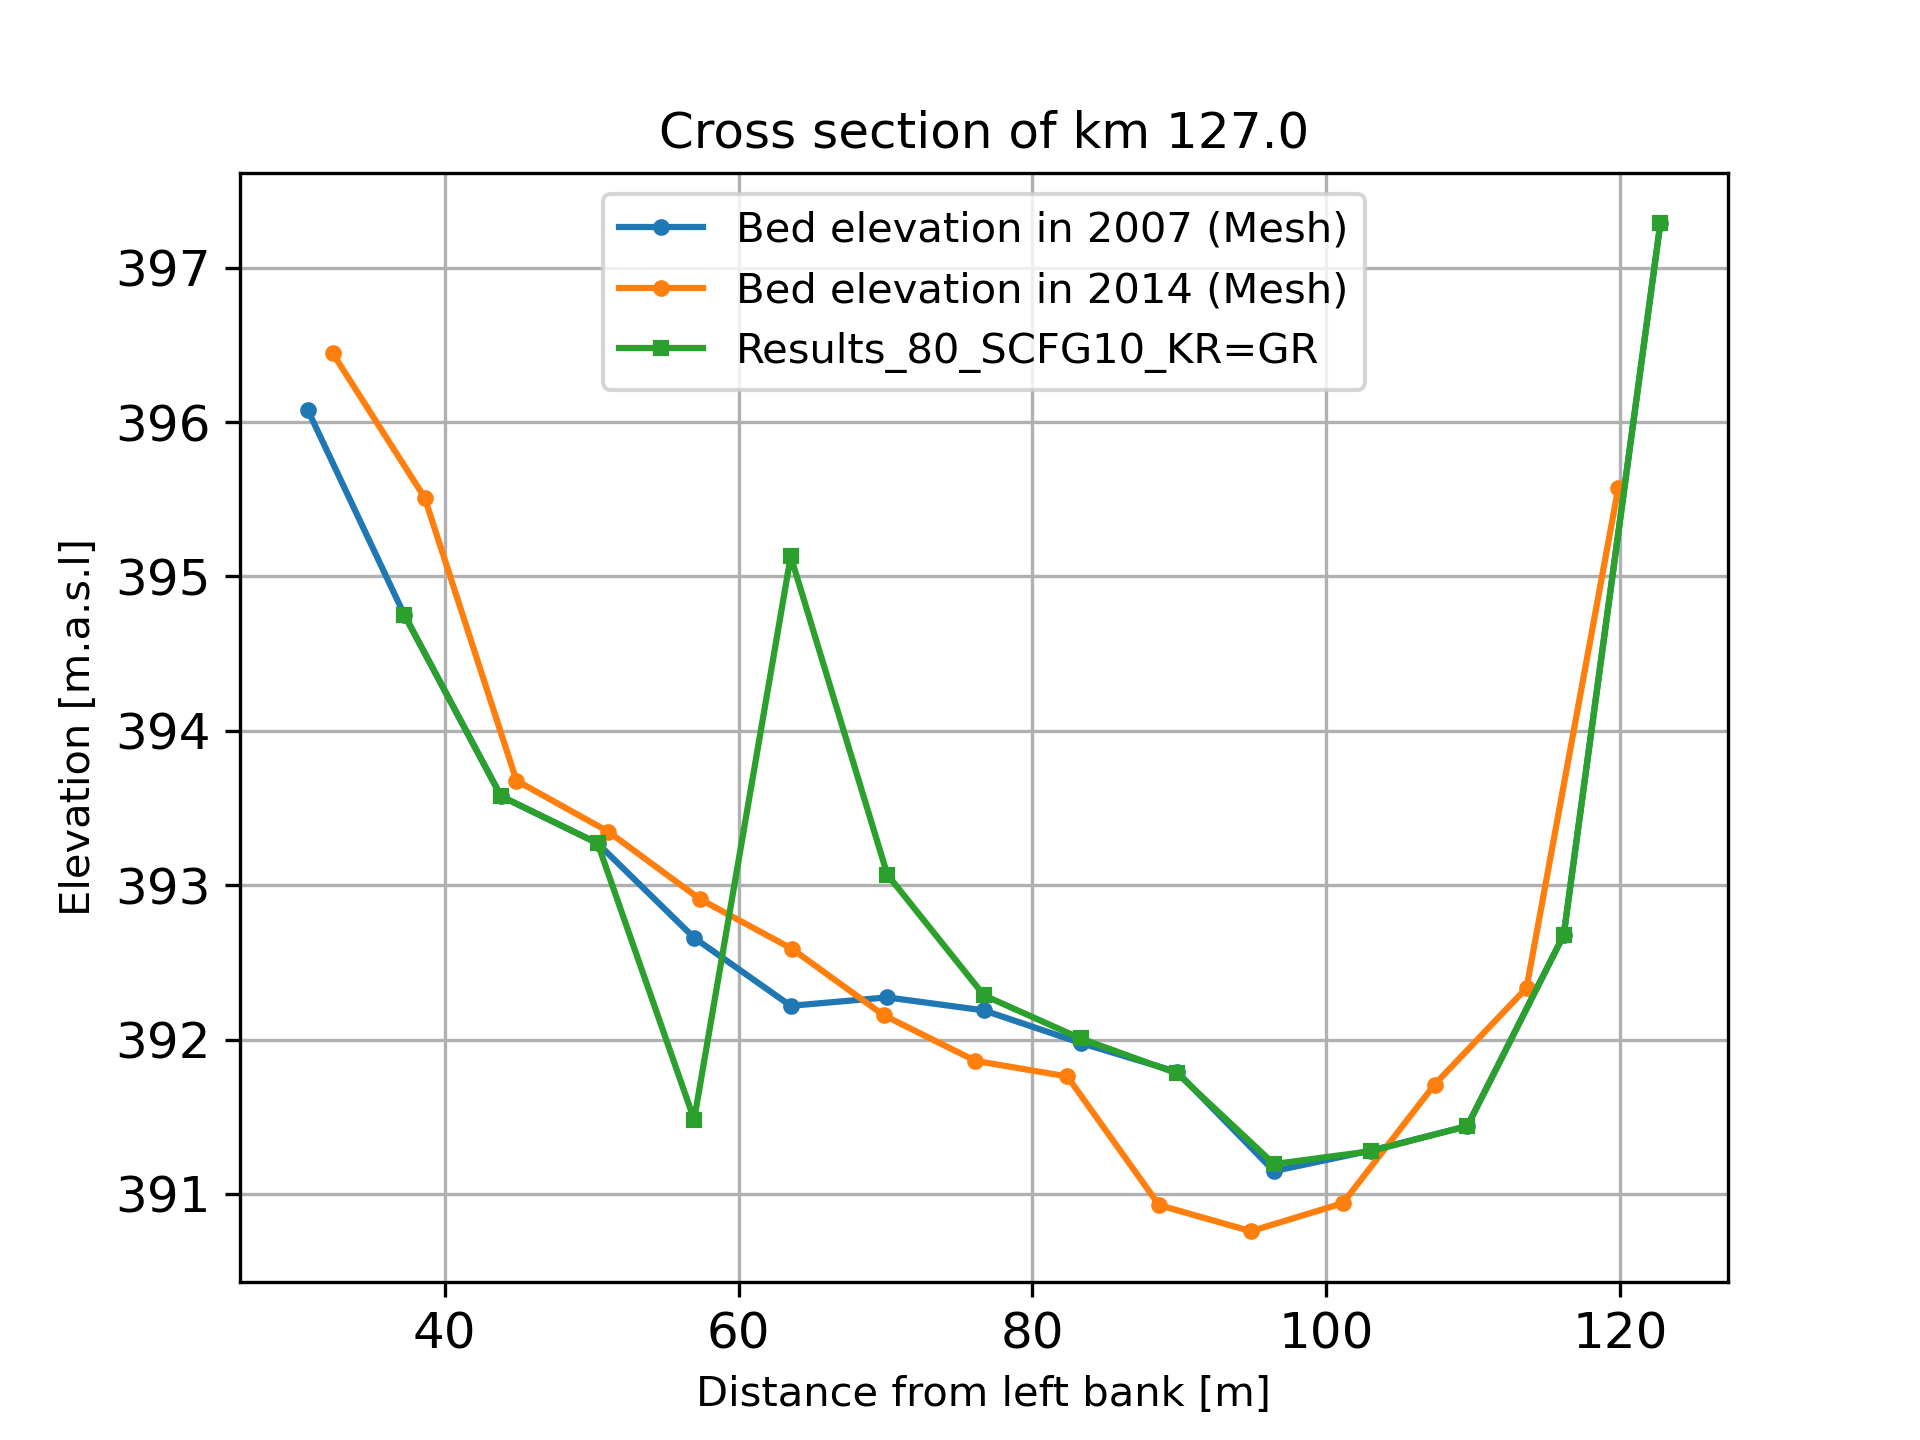 Cross section of km 127.0
Bed elevation in 2007 (Mesh)
Bed elevation in 2014 (Mesh)
Results_80_SCFG10_KR=GR
Elevation [m.a.s.l]
397
396
395
394
393
392
391
40 60 80 100 120
Distance from left bank [m]